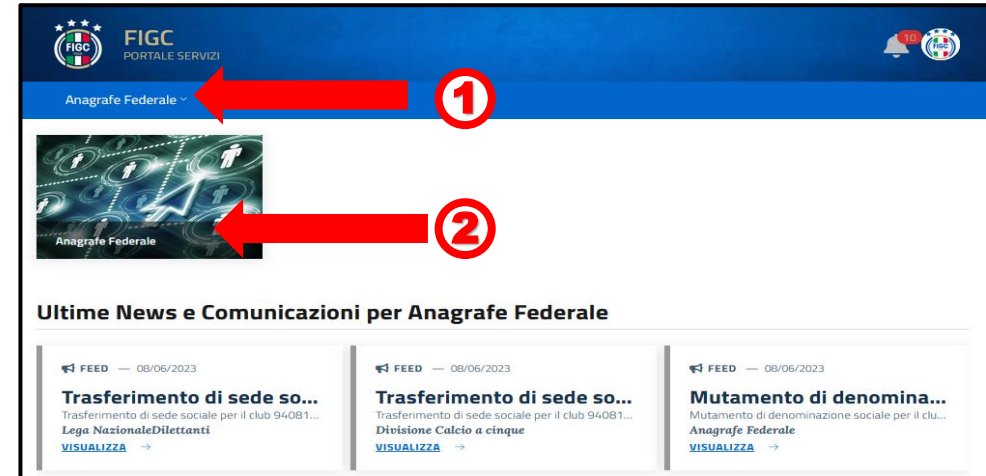 FIGC
FIGC
PORTALE SERVIZI
10
FIGC
Anagrafe Federale
1
Anagrafe Federale
2
Ultime News e Comunicazioni per Anagrafe Federale
FEED — 08/06/2023
Trasferimento di sede so...
Trasferimento di sede sociale per il club 94081...
Lega NazionaleDilettanti
VISUALIZZA →
FEED — 08/06/2023
Trasferimento di sede so...
Trasferimento di sede sociale per il club 94081...
Divisione Calcio a cinque
VISUALIZZA →
FEED — 08/06/2023
Mutamento di denomina...
Mutamento di denominazione sociale per il clu...
Anagrafe Federale
VISUALIZZA →